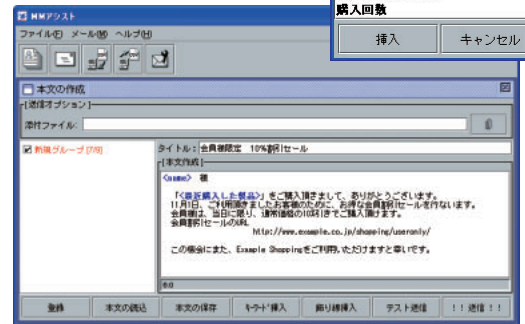 購入回数
挿入
キャンセル
MMアシスト
ファイル(F) メール(M) ヘルプ(H)
本文の作成
[送信オプション]
添付ファイル:
新規グループ [7/9]
タイトル: 会員様限定 10%割引セール
[本文作成]
<name> 様
「<最近購入した製品>」をご購入頂きまして、ありがとうございます。
11月1日、ご利用頂きましたお客様のために、お得な会員割引セールを行ないます。
会員様は、当日に限り、通常価格の10%引きでご購入頂けます。
会員割引セールのURL
http://www.example.co.jp/shopping/useronly/
この機会にまた、Example Shoppingをご利用いただけますと幸いです。
6:0
登録
本文の読込
本文の保存
キーワード挿入
飾り線挿入
テスト送信
!! 送信 !!